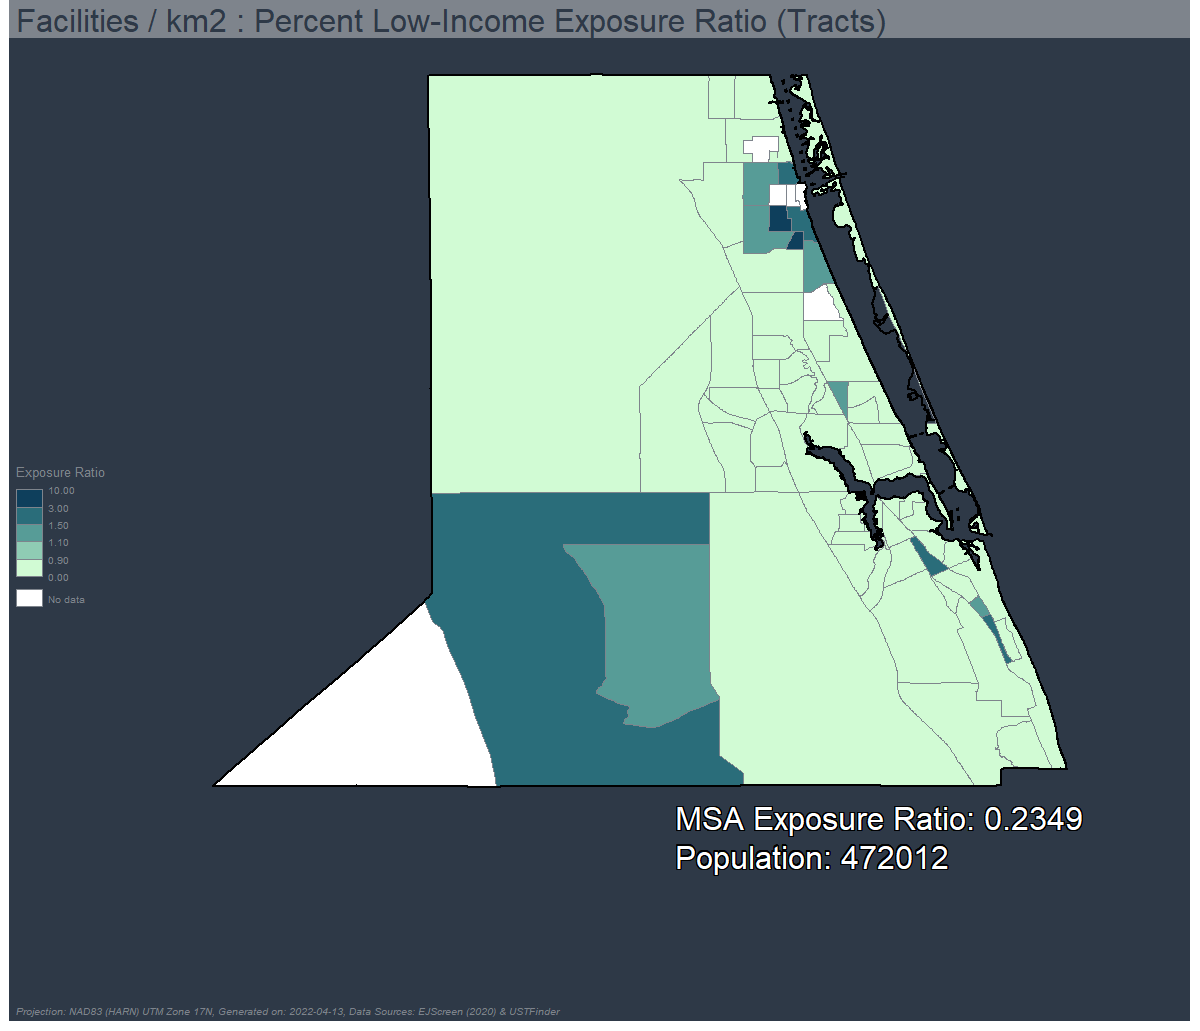 Facilities / km2 : Percent Low-Income Exposure Ratio (Tracts)
Exposure Ratio
10.00
3.00
1.50
1.10
0.90
0.00
No data
MSA Exposure Ratio: 0.2349
Population: 472012
Projection: NAD83 (HARN) UTM Zone 17N, Generated on: 2022-04-13, Data Sources: EJScreen (2020) & USTFinder